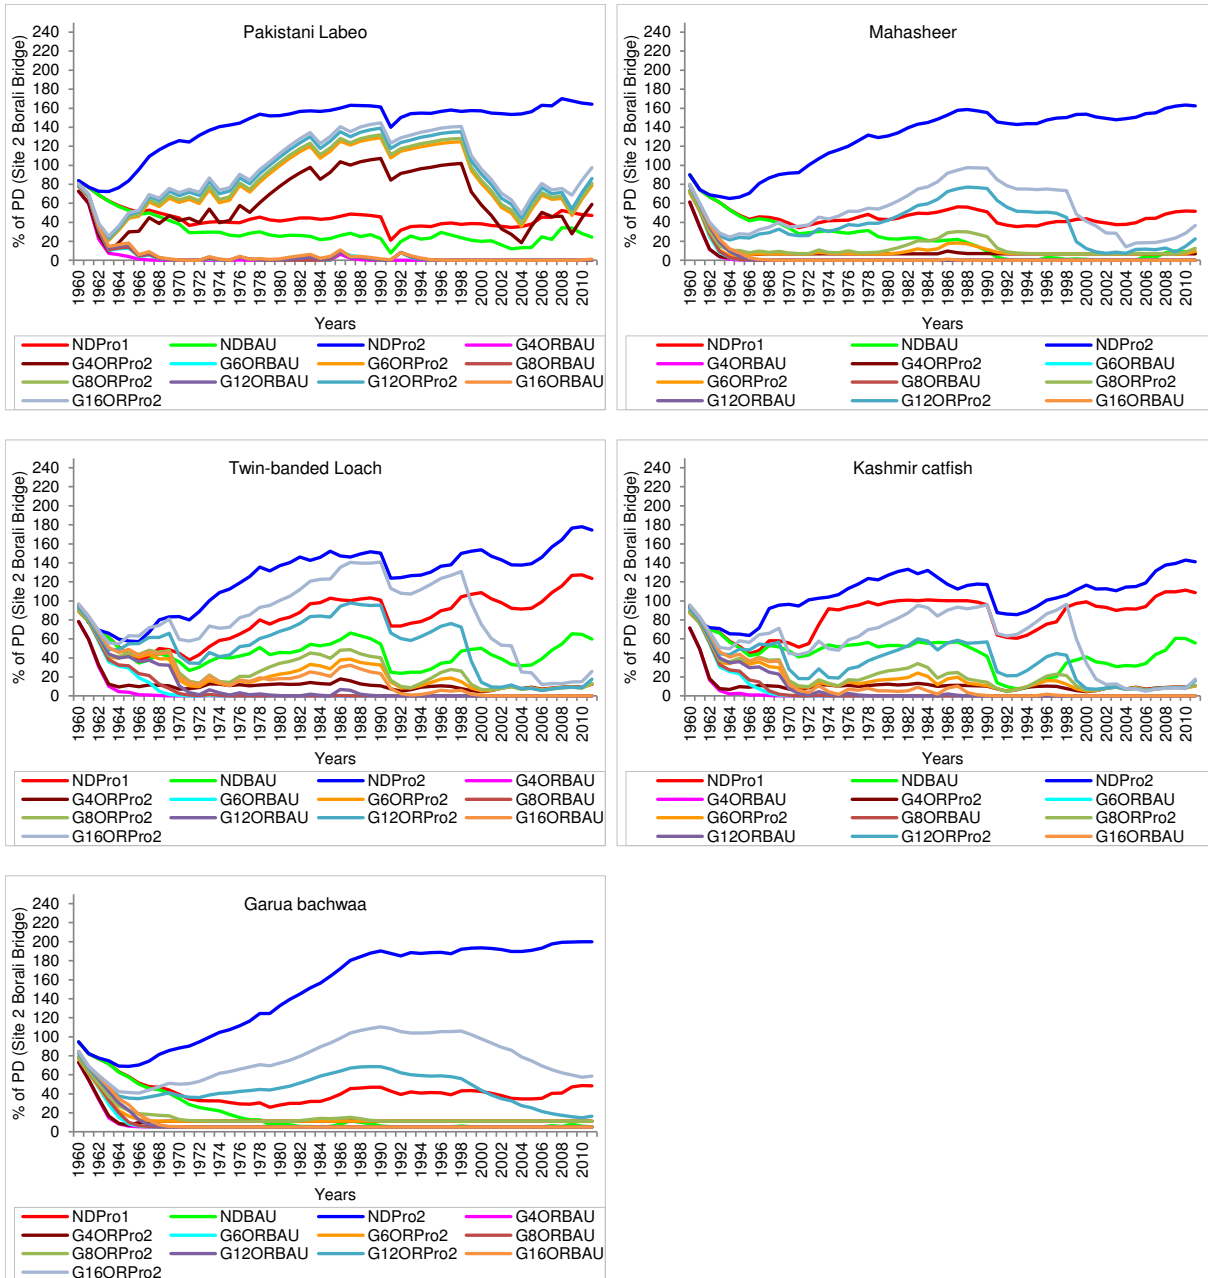 Pakistani Labeo
% of PD (Site 2 Borali Bridge)
240
220
200
180
160
140
120
100
80
60
40
20
0
1960 1962 1964 1966 1968 1970 1972 1974 1976 1978 1980 1982 1984 1986 1988 1990 1992 1994 1996 1998 2000 2002 2004 2006 2008 2010
Years
NDPro1 NDBAU NDPro2 G4ORBAU
G4ORPro2 G6ORBAU G6ORPro2 G8ORBAU
G8ORPro2 G12ORBAU G12ORPro2 G16ORBAU
G16ORPro2
Mahasheer
% of PD (Site 2 Borali Bridge)
240
220
200
180
160
140
120
100
80
60
40
20
0
1960 1962 1964 1966 1968 1970 1972 1974 1976 1978 1980 1982 1984 1986 1988 1990 1992 1994 1996 1998 2000 2002 2004 2006 2008 2010
Years
NDPro1 NDBAU NDPro2
G4ORBAU G4ORPro2 G6ORBAU
G6ORPro2 G8ORBAU G8ORPro2
G12ORBAU G12ORPro2 G16ORBAU
Twin-banded Loach
% of PD (Site 2 Borali Bridge)
240
220
200
180
160
140
120
100
80
60
40
20
0
1960 1962 1964 1966 1968 1970 1972 1974 1976 1978 1980 1982 1984 1986 1988 1990 1992 1994 1996 1998 2000 2002 2004 2006 2008 2010
Years
NDPro1 NDBAU NDPro2 G4ORBAU
G4ORPro2 G6ORBAU G6ORPro2 G8ORBAU
G8ORPro2 G12ORBAU G12ORPro2 G16ORBAU
G16ORPro2
Kashmir catfish
% of PD (Site 2 Borali Bridge)
240
220
200
180
160
140
120
100
80
60
40
20
0
1960 1962 1964 1966 1968 1970 1972 1974 1976 1978 1980 1982 1984 1986 1988 1990 1992 1994 1996 1998 2000 2002 2004 2006 2008 2010
Years
NDPro1 NDBAU NDPro2
G4ORBAU G4ORPro2 G6ORBAU
G6ORPro2 G8ORBAU G8ORPro2
G12ORBAU G12ORPro2 G16ORBAU
Garua bachwaa
% of PD (Site 2 Borali Bridge)
240
220
200
180
160
140
120
100
80
60
40
20
0
1960 1962 1964 1966 1968 1970 1972 1974 1976 1978 1980 1982 1984 1986 1988 1990 1992 1994 1996 1998 2000 2002 2004 2006 2008 2010
Years
NDPro1 NDBAU NDPro2 G4ORBAU
G4ORPro2 G6ORBAU G6ORPro2 G8ORBAU
G8ORPro2 G12ORBAU G12ORPro2 G16ORBAU
G16ORPro2